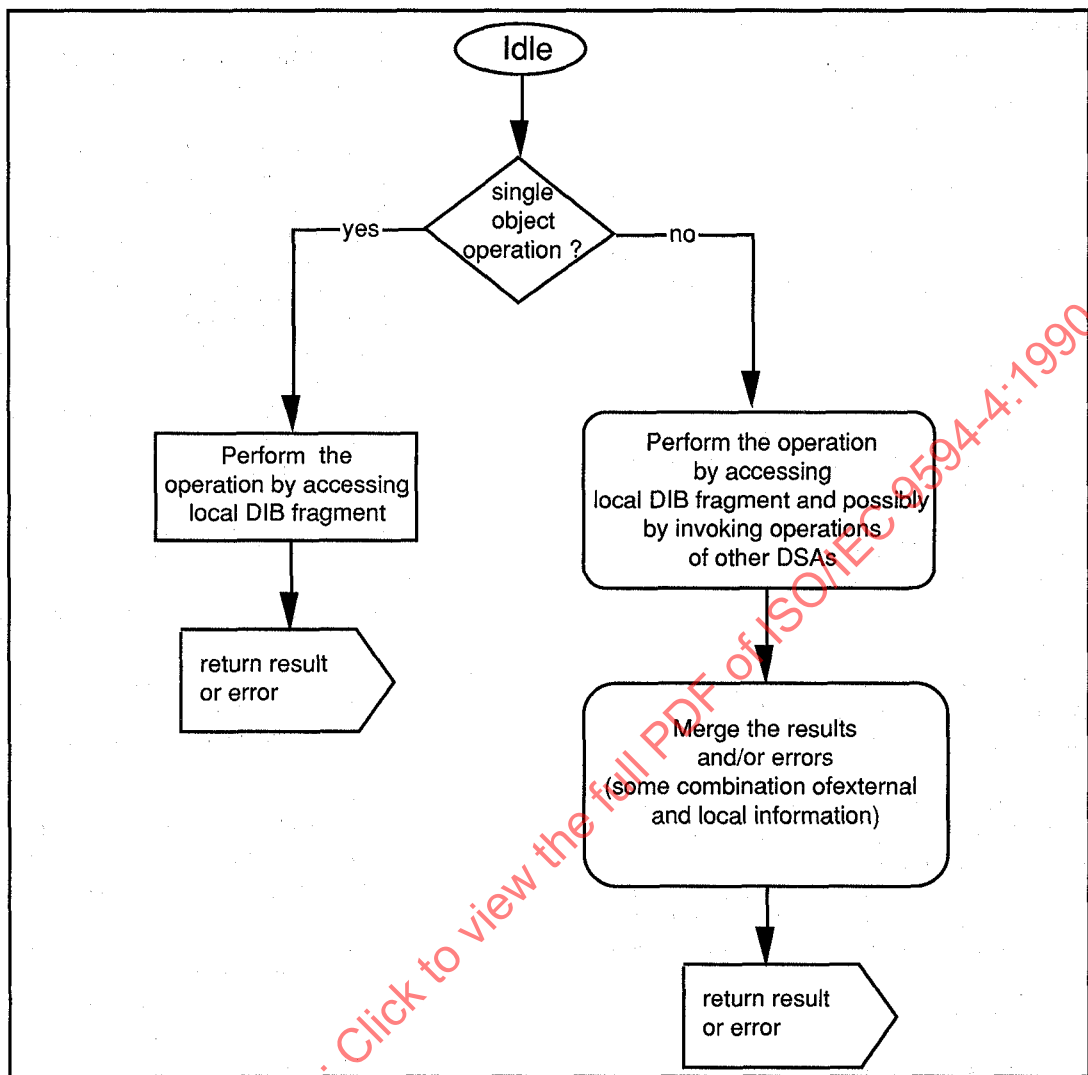 Idle
single
object
operation ?
yes
no
Perform the
operation by accessing
local DIB fragment
Perform the operation
by accessing
local DIB fragment and possibly
by invoking operations
of other DSAs
return result
or error
Merge the results
and/or errors
(some combination ofexternal
and local information)
return result
or error
: Click to view the full PDF of ISO/IEC 9594-4:1990